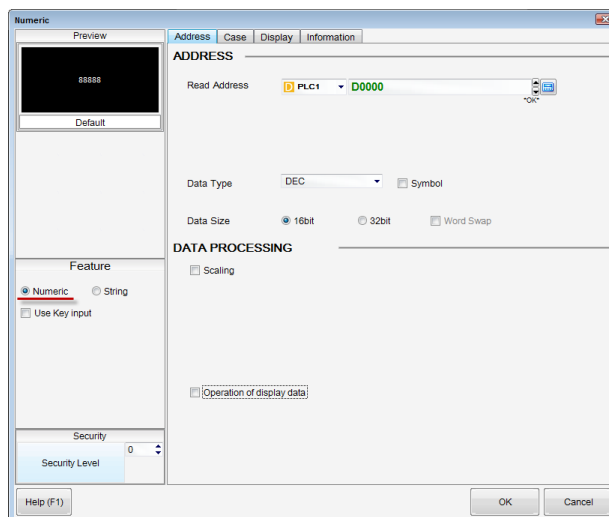 Numeric
Preview
88888
Default
Feature
Numeric String
Use Key input
Security
Security Level 0
Address Case Display Information
ADDRESS
Read Address D PLC1 D0000
*OK*
Data Type DEC Symbol
Data Size 16bit 32bit Word Swap
DATA PROCESSING
Scaling
Operation of display data
Help (F1) OK Cancel